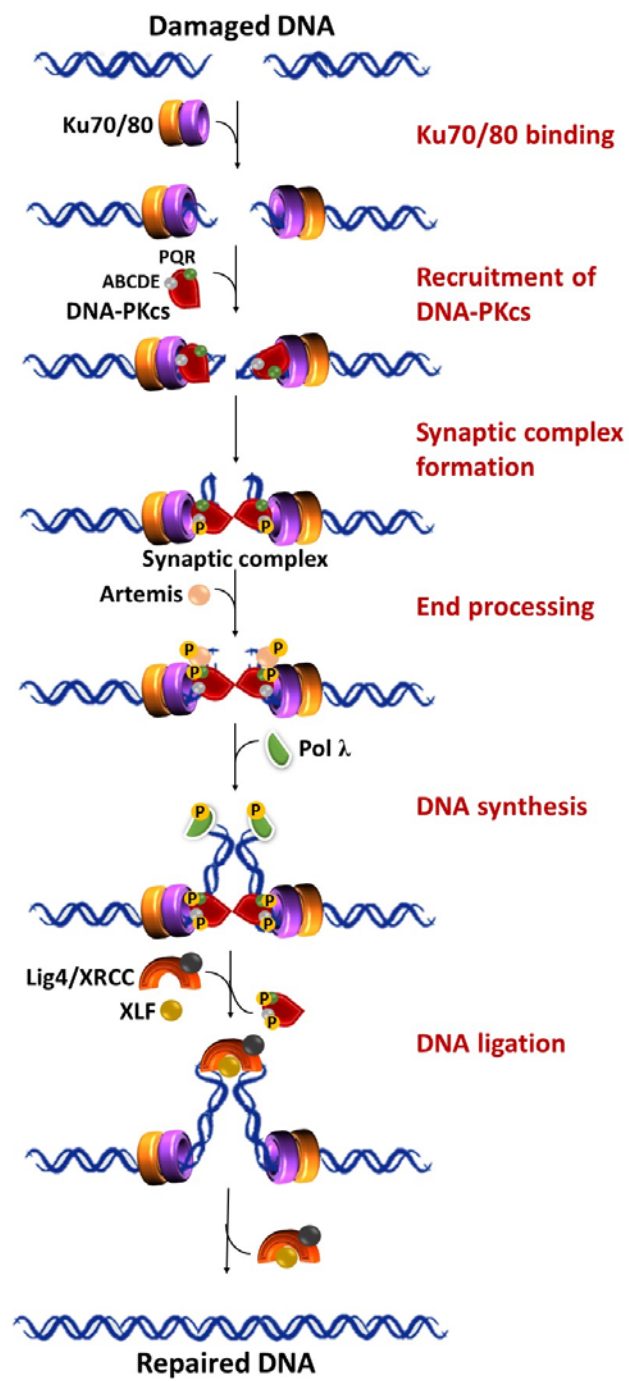 Damaged DNA
Ku70/80
Ku70/80 binding
PQR
ABCDE
DNA-PKcs
Recruitment of
DNA-PKcs
Synaptic complex
formation
P
P
Synaptic complex
Artemis
End processing
P
P
P
P
Pol λ
DNA synthesis
P
P
P
P
P
P
Lig4/XRCC
XLF
P
P
DNA ligation
Repaired DNA